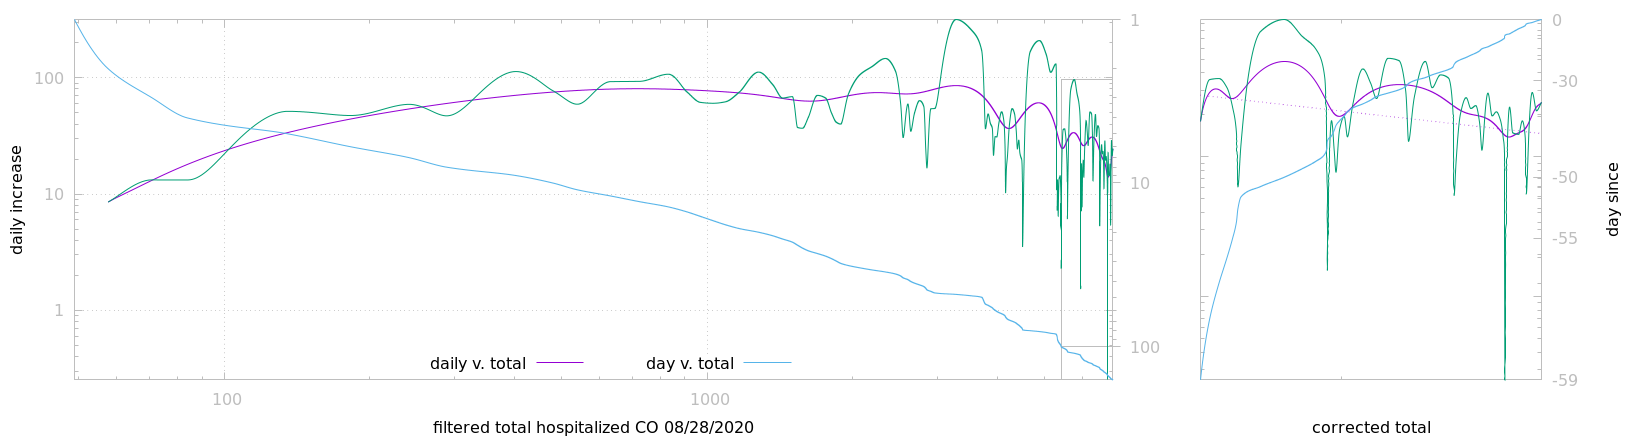 daily increase
100
10
1
100
1000
daily v. total
day v. total
1
10
100
filtered total hospitalized CO 08/28/2020
0
-30
-50
-55
-59
day since
corrected total